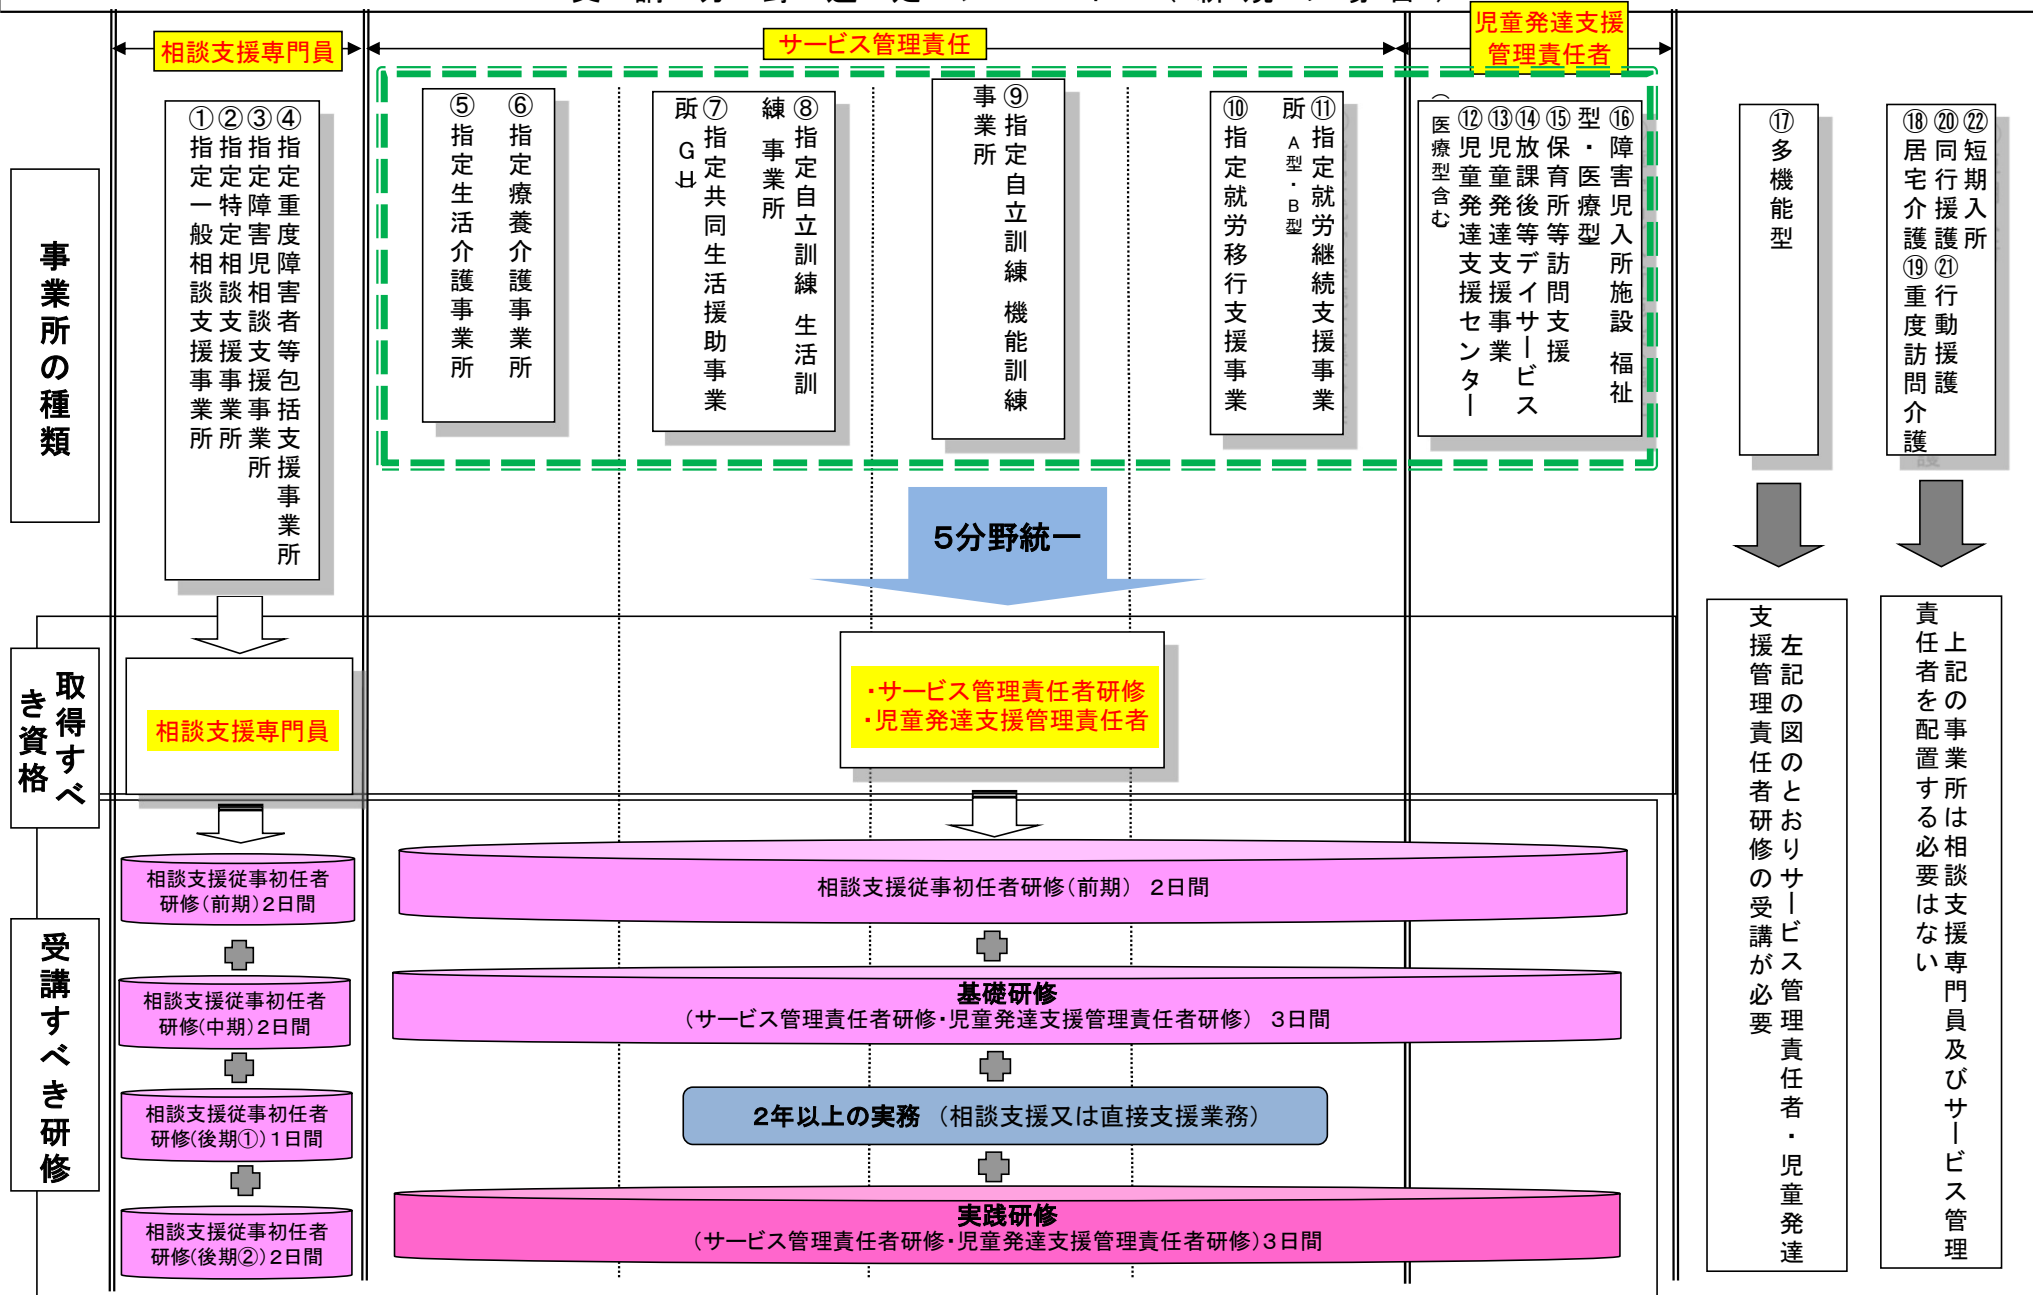 相談支援専門員
サービス管理責任
児童発達支援
管理責任者
事業所の種類
①指定一般相談支援事業所
②指定特定相談支援事業所
③指定障害児相談支援事業所
④指定重度障害者等包括支援事業所
⑤指定生活介護事業所
⑥指定療養介護事業所
⑦指定共同生活援助事業
所 GH
⑧指定自立訓練 生活訓
練 事業所
⑨指定自立訓練 機能訓練
事業所
⑩指定就労移行支援事業
⑪指定就労継続支援事業
所 A型・B型
(医療型含む
⑫児童発達支援センター
⑬児童発達支援事業
⑭放課後等デイサービス
⑮保育所等訪問支援
⑯障害児入所施設 福祉
型・医療型
⑰多機能型
⑱居宅介護⑲重度訪問介護
⑳同行援護㉑行動援護
㉒短期入所
5分野統一
取得すべ
き資格
相談支援専門員
・サービス管理責任者研修
・児童発達支援管理責任者
左記の図のとおりサービス管理責任者・児童発達
支援管理責任者研修の受講が必要
上記の事業所は相談支援専門員及びサービス管理
責任者を配置する必要はない
受講すべき研修
相談支援従事初任者
研修(前期)2日間
相談支援従事初任者
研修(中期)2日間
相談支援従事初任者
研修(後期①)1日間
相談支援従事初任者
研修(後期②)2日間
相談支援従事初任者研修(前期) 2日間
基礎研修
(サービス管理責任者研修・児童発達支援管理責任者研修) 3日間
2年以上の実務 (相談支援又は直接支援業務)
実践研修
(サービス管理責任者研修・児童発達支援管理責任者研修)3日間